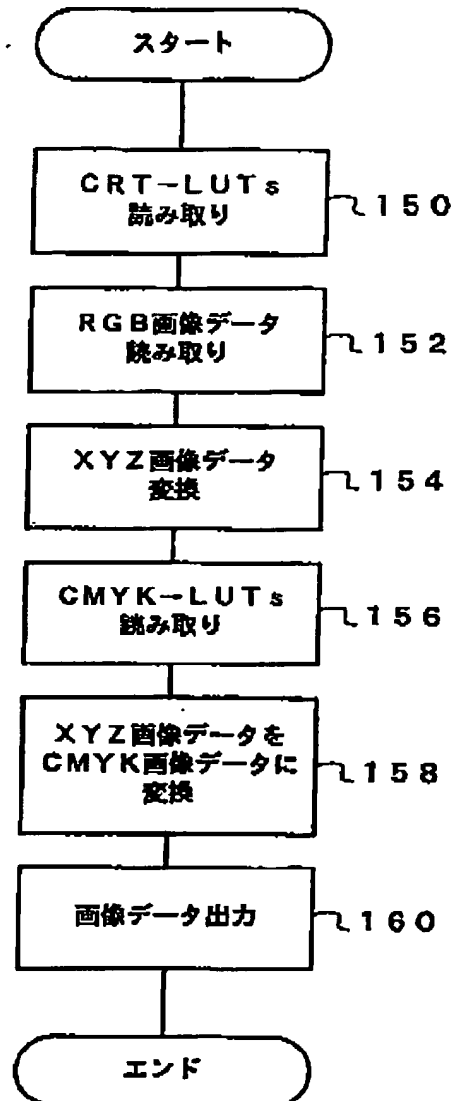 スタート
CRT-LUTs
読み取り
150
RGB画像データ
読み取り
152
XYZ画像データ
変換
154
CMYK-LUTs
読み取り
156
XYZ画像データを
CMYK画像データに
変換
158
画像データ出力
160
エンド